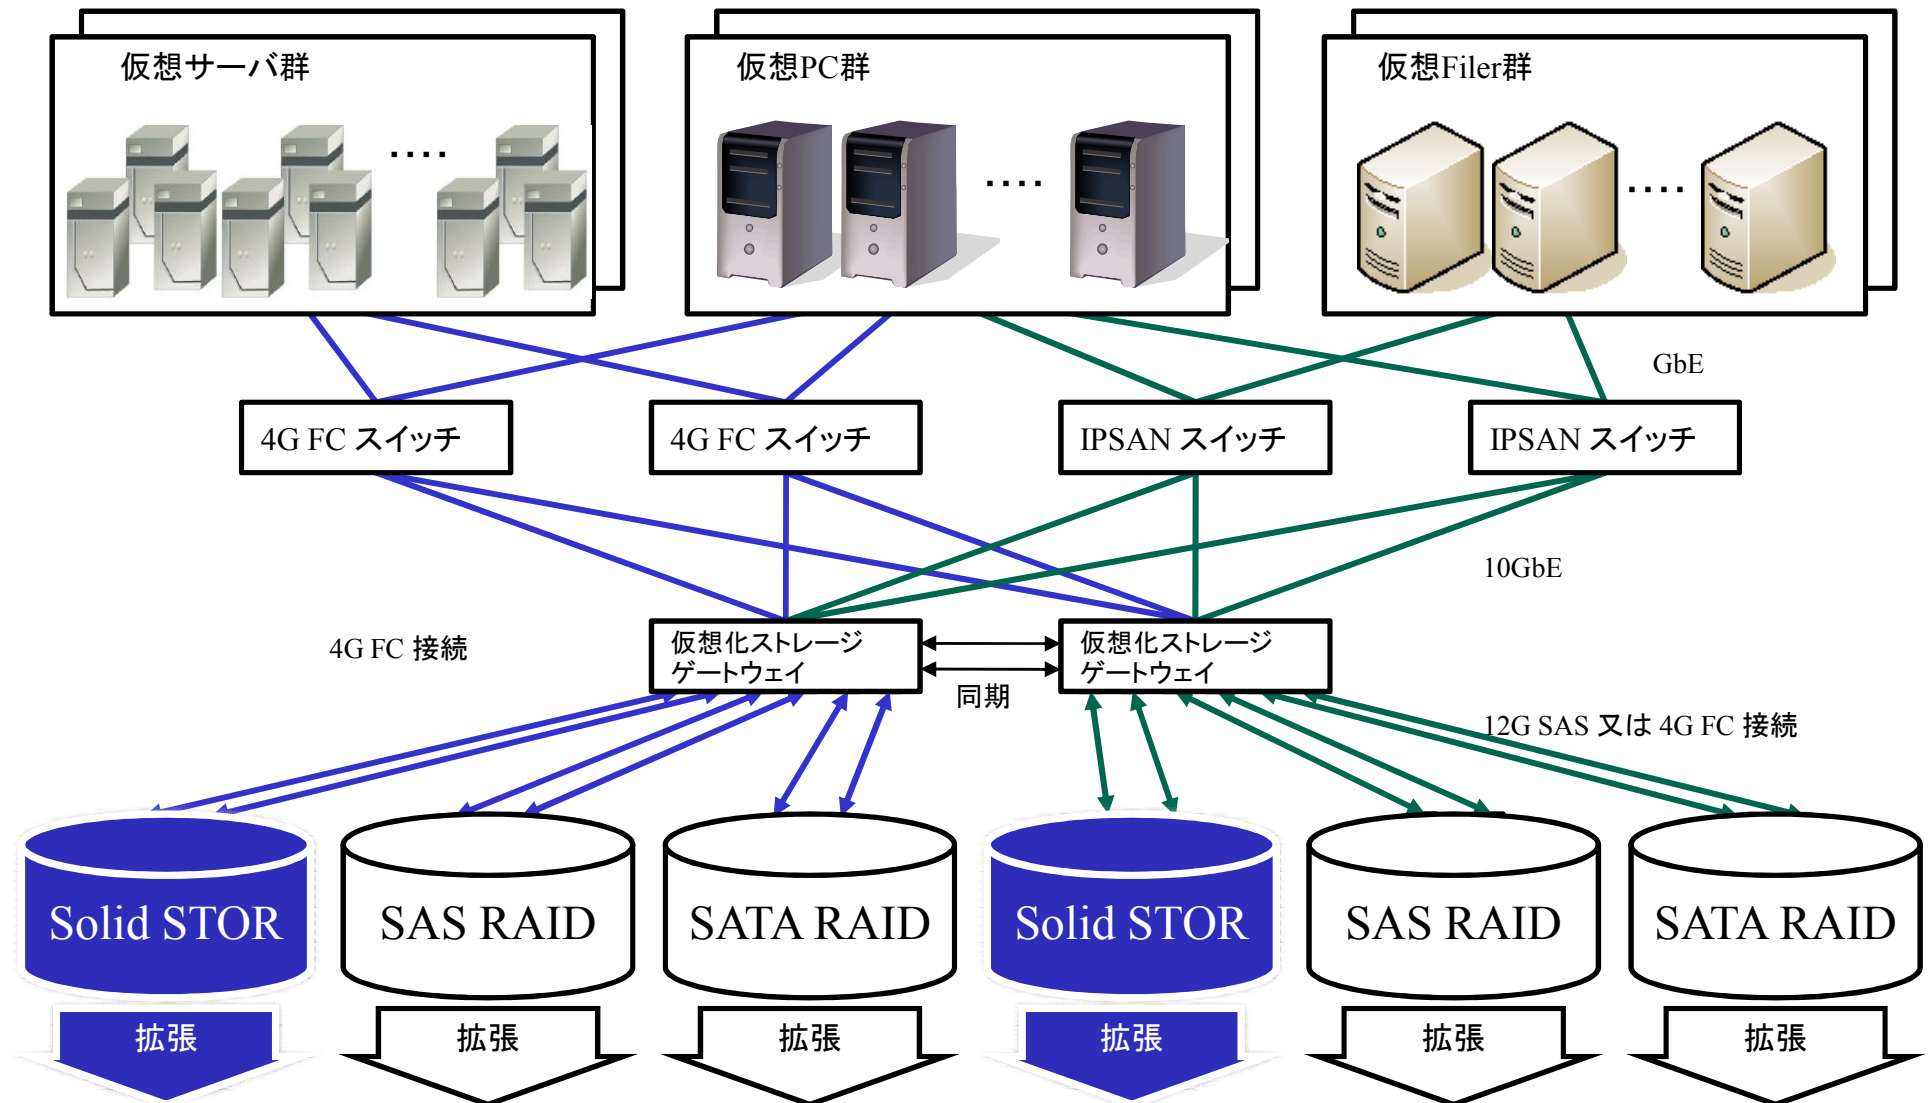 仮想サーバ群
仮想PC群
仮想Filer群
····
····
····
GbE
4G FC スイッチ
4G FC スイッチ
IPSAN スイッチ
IPSAN スイッチ
10GbE
4G FC 接続
仮想化ストレージ
ゲートウェイ
仮想化ストレージ
ゲートウェイ
同期
12G SAS 又は 4G FC 接続
Solid STOR
SAS RAID
SATA RAID
Solid STOR
SAS RAID
SATA RAID
拡張
拡張
拡張
拡張
拡張
拡張